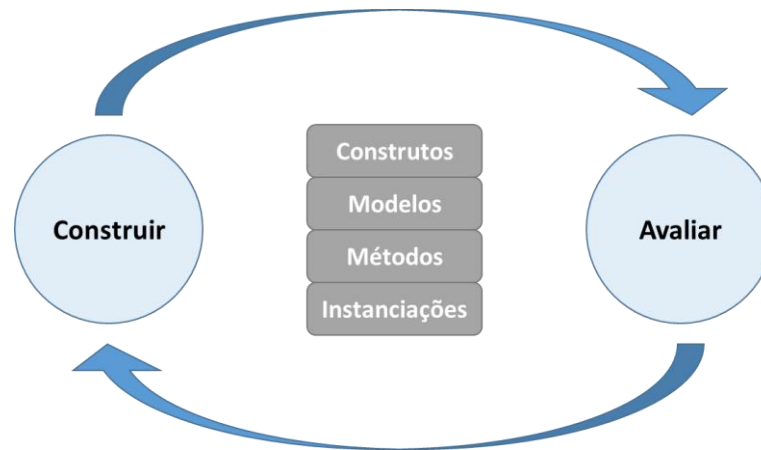 Construtos
Modelos
Construir
Avaliar
Métodos
Instanciações